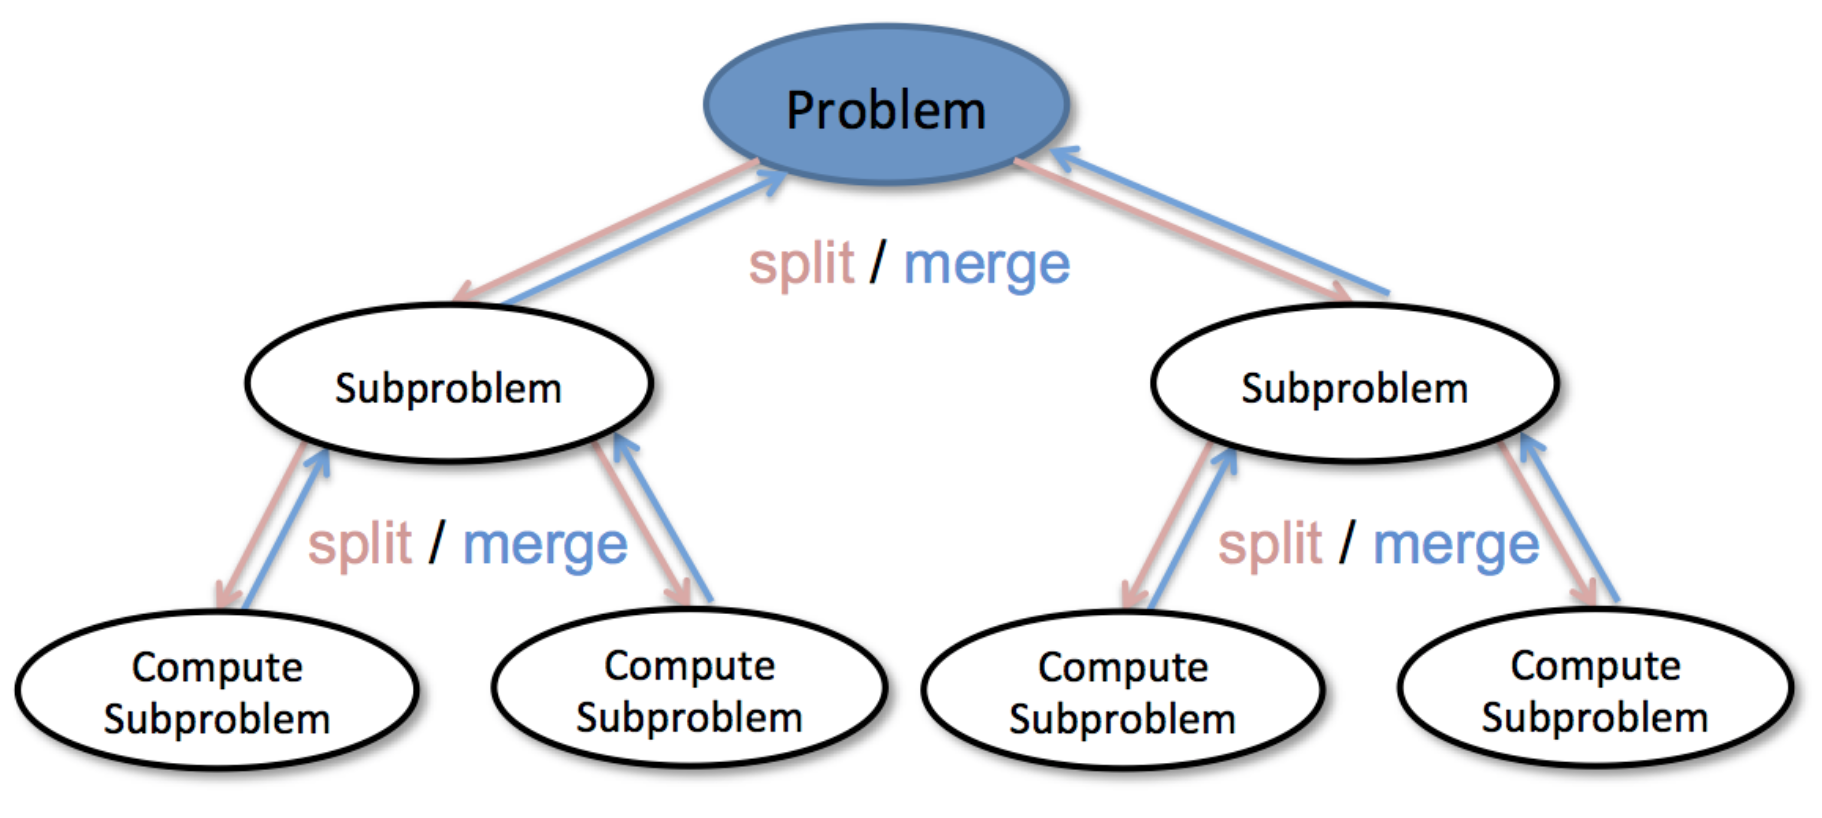 Problem
split / merge
Subproblem
Subproblem
split / merge
split / merge
Compute
Subproblem
Compute
Subproblem
Compute
Subproblem
Compute
Subproblem